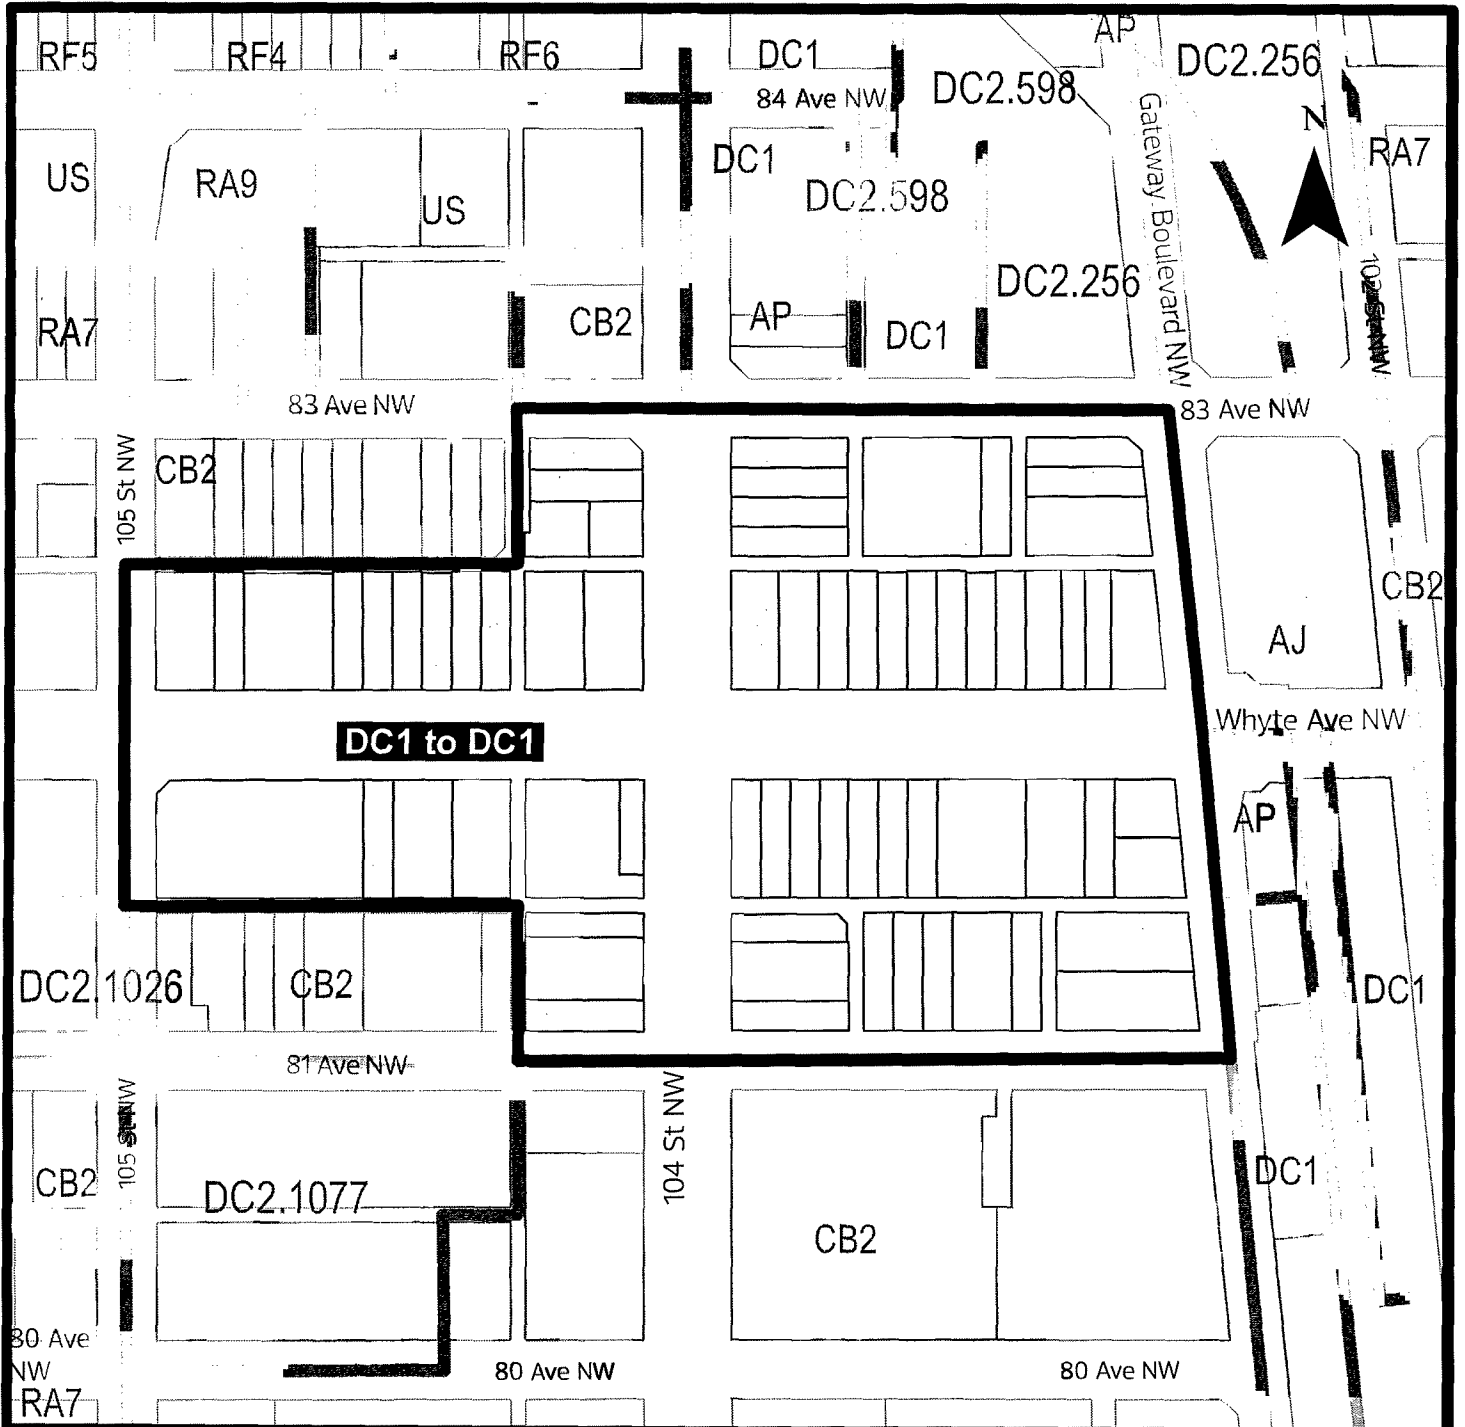 RF5
RF4
RF6
DC1
AP
DC2.256
84 Ave NW
DC2.598
N
US
RA9
US
DC1
DC2.598
Gateway Boulevard NW
RA7
DC2.256
RA7
CB2
AP
DC1
83 Ave NW
83 Ave NW
105 St NW
CB2
CB2
AJ
DC1 to DC1
Whyte Ave NW
AP
DC2.1026
CB2
DC1
81 Ave NW
105 St NW
104 St NW
CB2
DC2.1077
CB2
DC1
80 Ave
NW
80 Ave NW
80 Ave NW
RA7